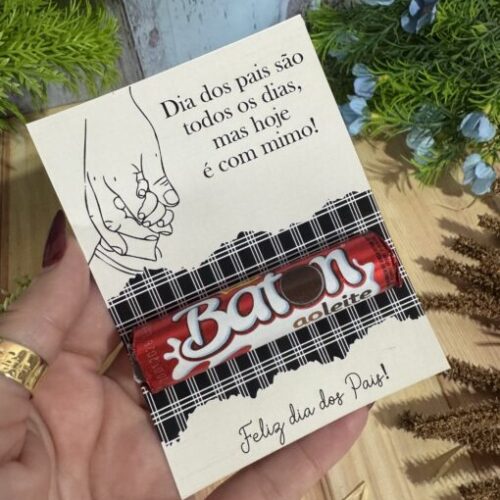 Dia dos pais são
todos os dias,
mas hoje
é com mimo!
Baton
ao leite
Feliz dia dos Pais!